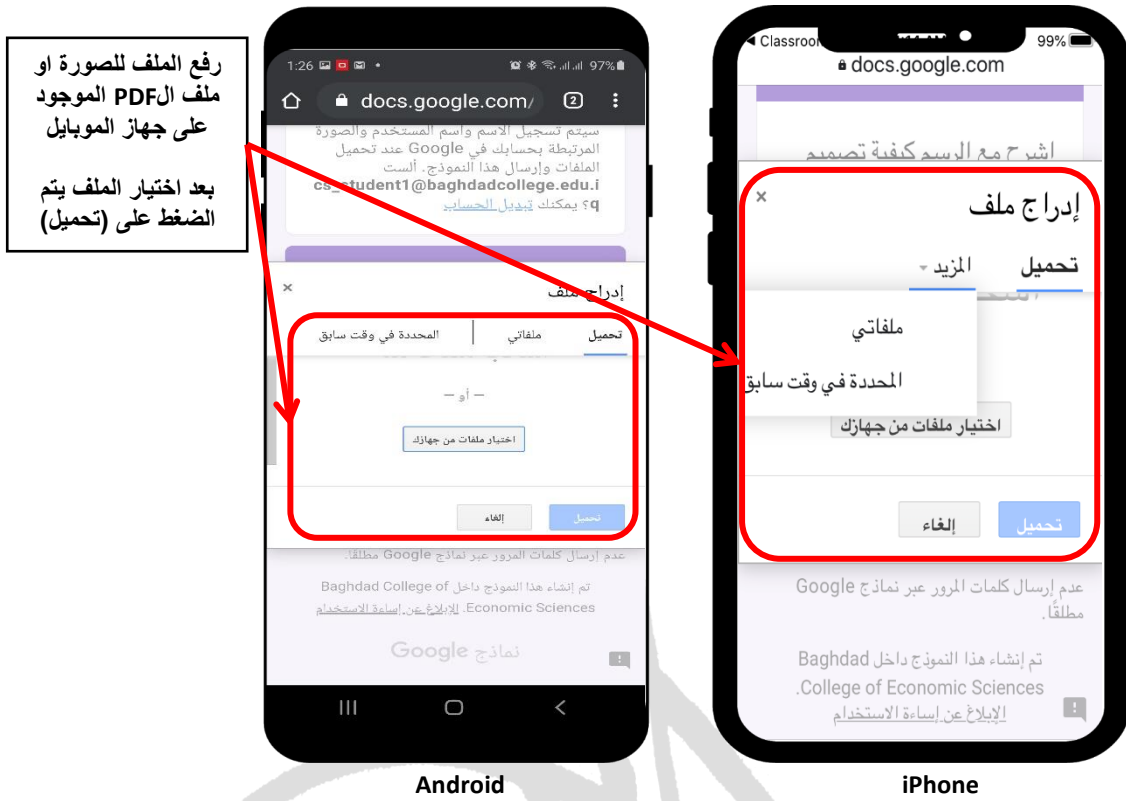 رفع الملف للصورة او
ملف الPDF الموجود
على جهاز الموبايل
بعد اختيار الملف يتم
الضغط على (تحميل)
1:26
97%
docs.google.com/
2
سيتم تسجيل الاسم واسم المستخدم والصورة
المرتبطة بحسابك في Google عند تحميل
الملفات وإرسال هذا النموذج. ألست
cs_student1@baghdadcollege.edu.i
q؟ يمكنك تبديل الحساب
إدراج ملف
×
تحميل ملفاتي المحددة في وقت سابق
— أو —
اختيار ملفات من جهازك
تحميل إلغاء
عدم إرسال كلمات المرور عبر نماذج Google مطلقًا.
تم إنشاء هذا النموذج داخل Baghdad College of
Economic Sciences. الإبلاغ عن إساءة الاستخدام
نماذج Google
Android
99%
docs.google.com
اشرح مع الرسم كيفية تصميم
إدراج ملف
×
تحميل المزيد
ملفاتي
المحددة في وقت سابق
اختيار ملفات من جهازك
تحميل إلغاء
عدم إرسال كلمات المرور عبر نماذج Google
مطلقًا.
تم إنشاء هذا النموذج داخل Baghdad
College of Economic Sciences.
الإبلاغ عن إساءة الاستخدام
iPhone